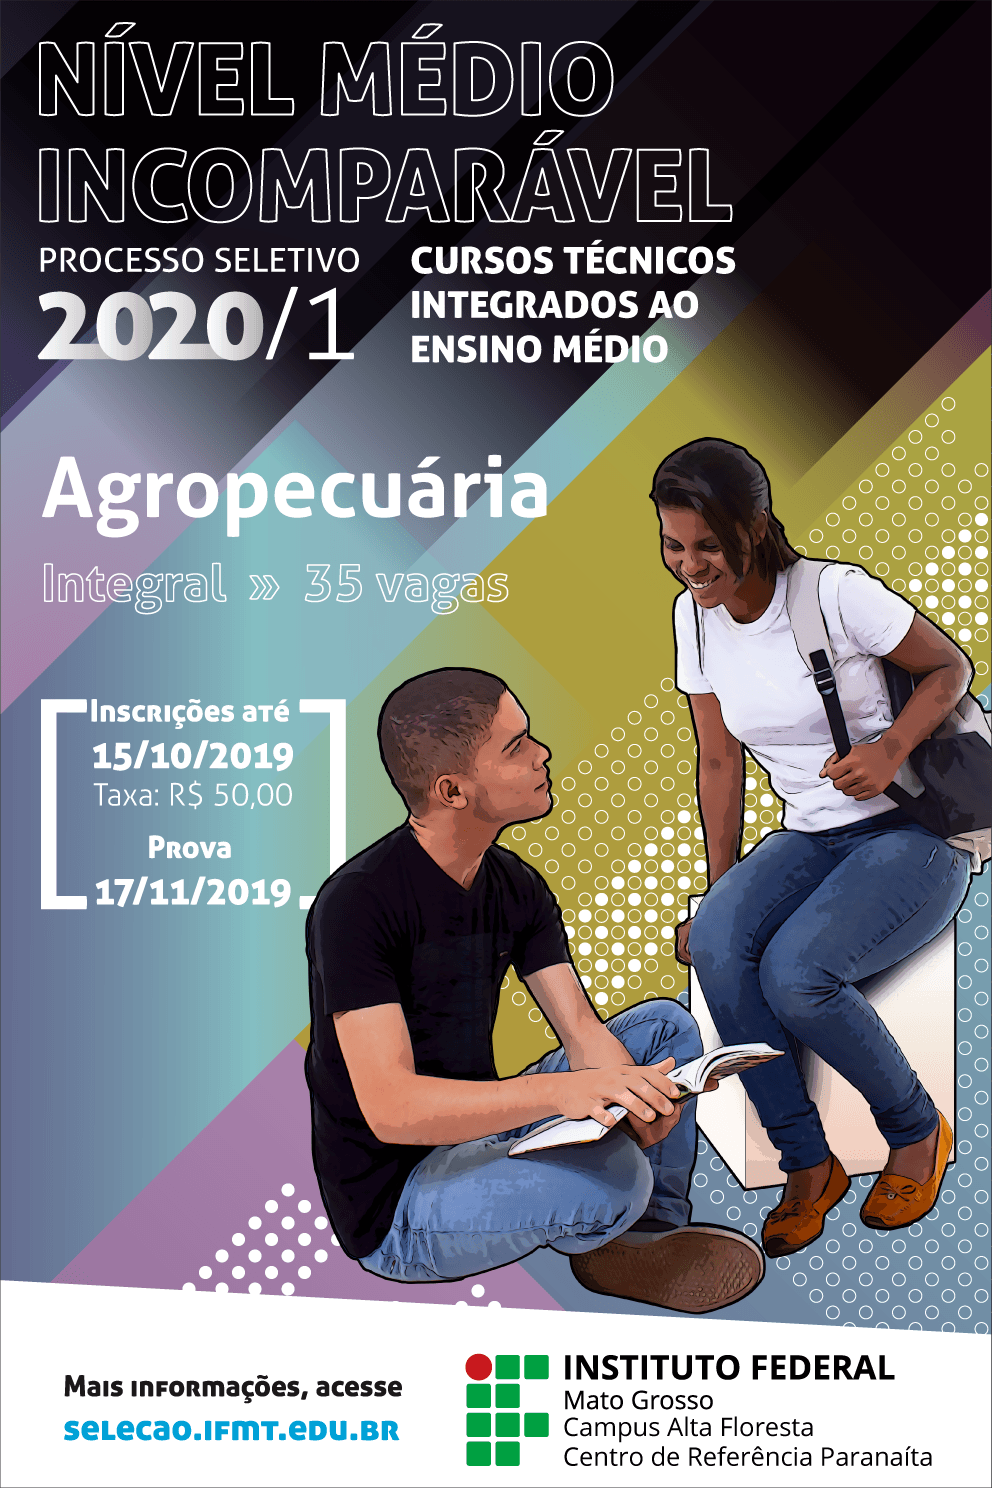 NÍVEL MÉDIO
INCOMPARÁVEL
PROCESSO SELETIVO
2020/1
CURSOS TÉCNICOS
INTEGRADOS AO
ENSINO MÉDIO
Agropecuária
Integral » 35 vagas
Inscrições até
15/10/2019
Taxa: R$ 50,00
Prova
17/11/2019
Mais informações, acesse
selecao.ifmt.edu.br
INSTITUTO FEDERAL
Mato Grosso
Campus Alta Floresta
Centro de Referência Paranaíta